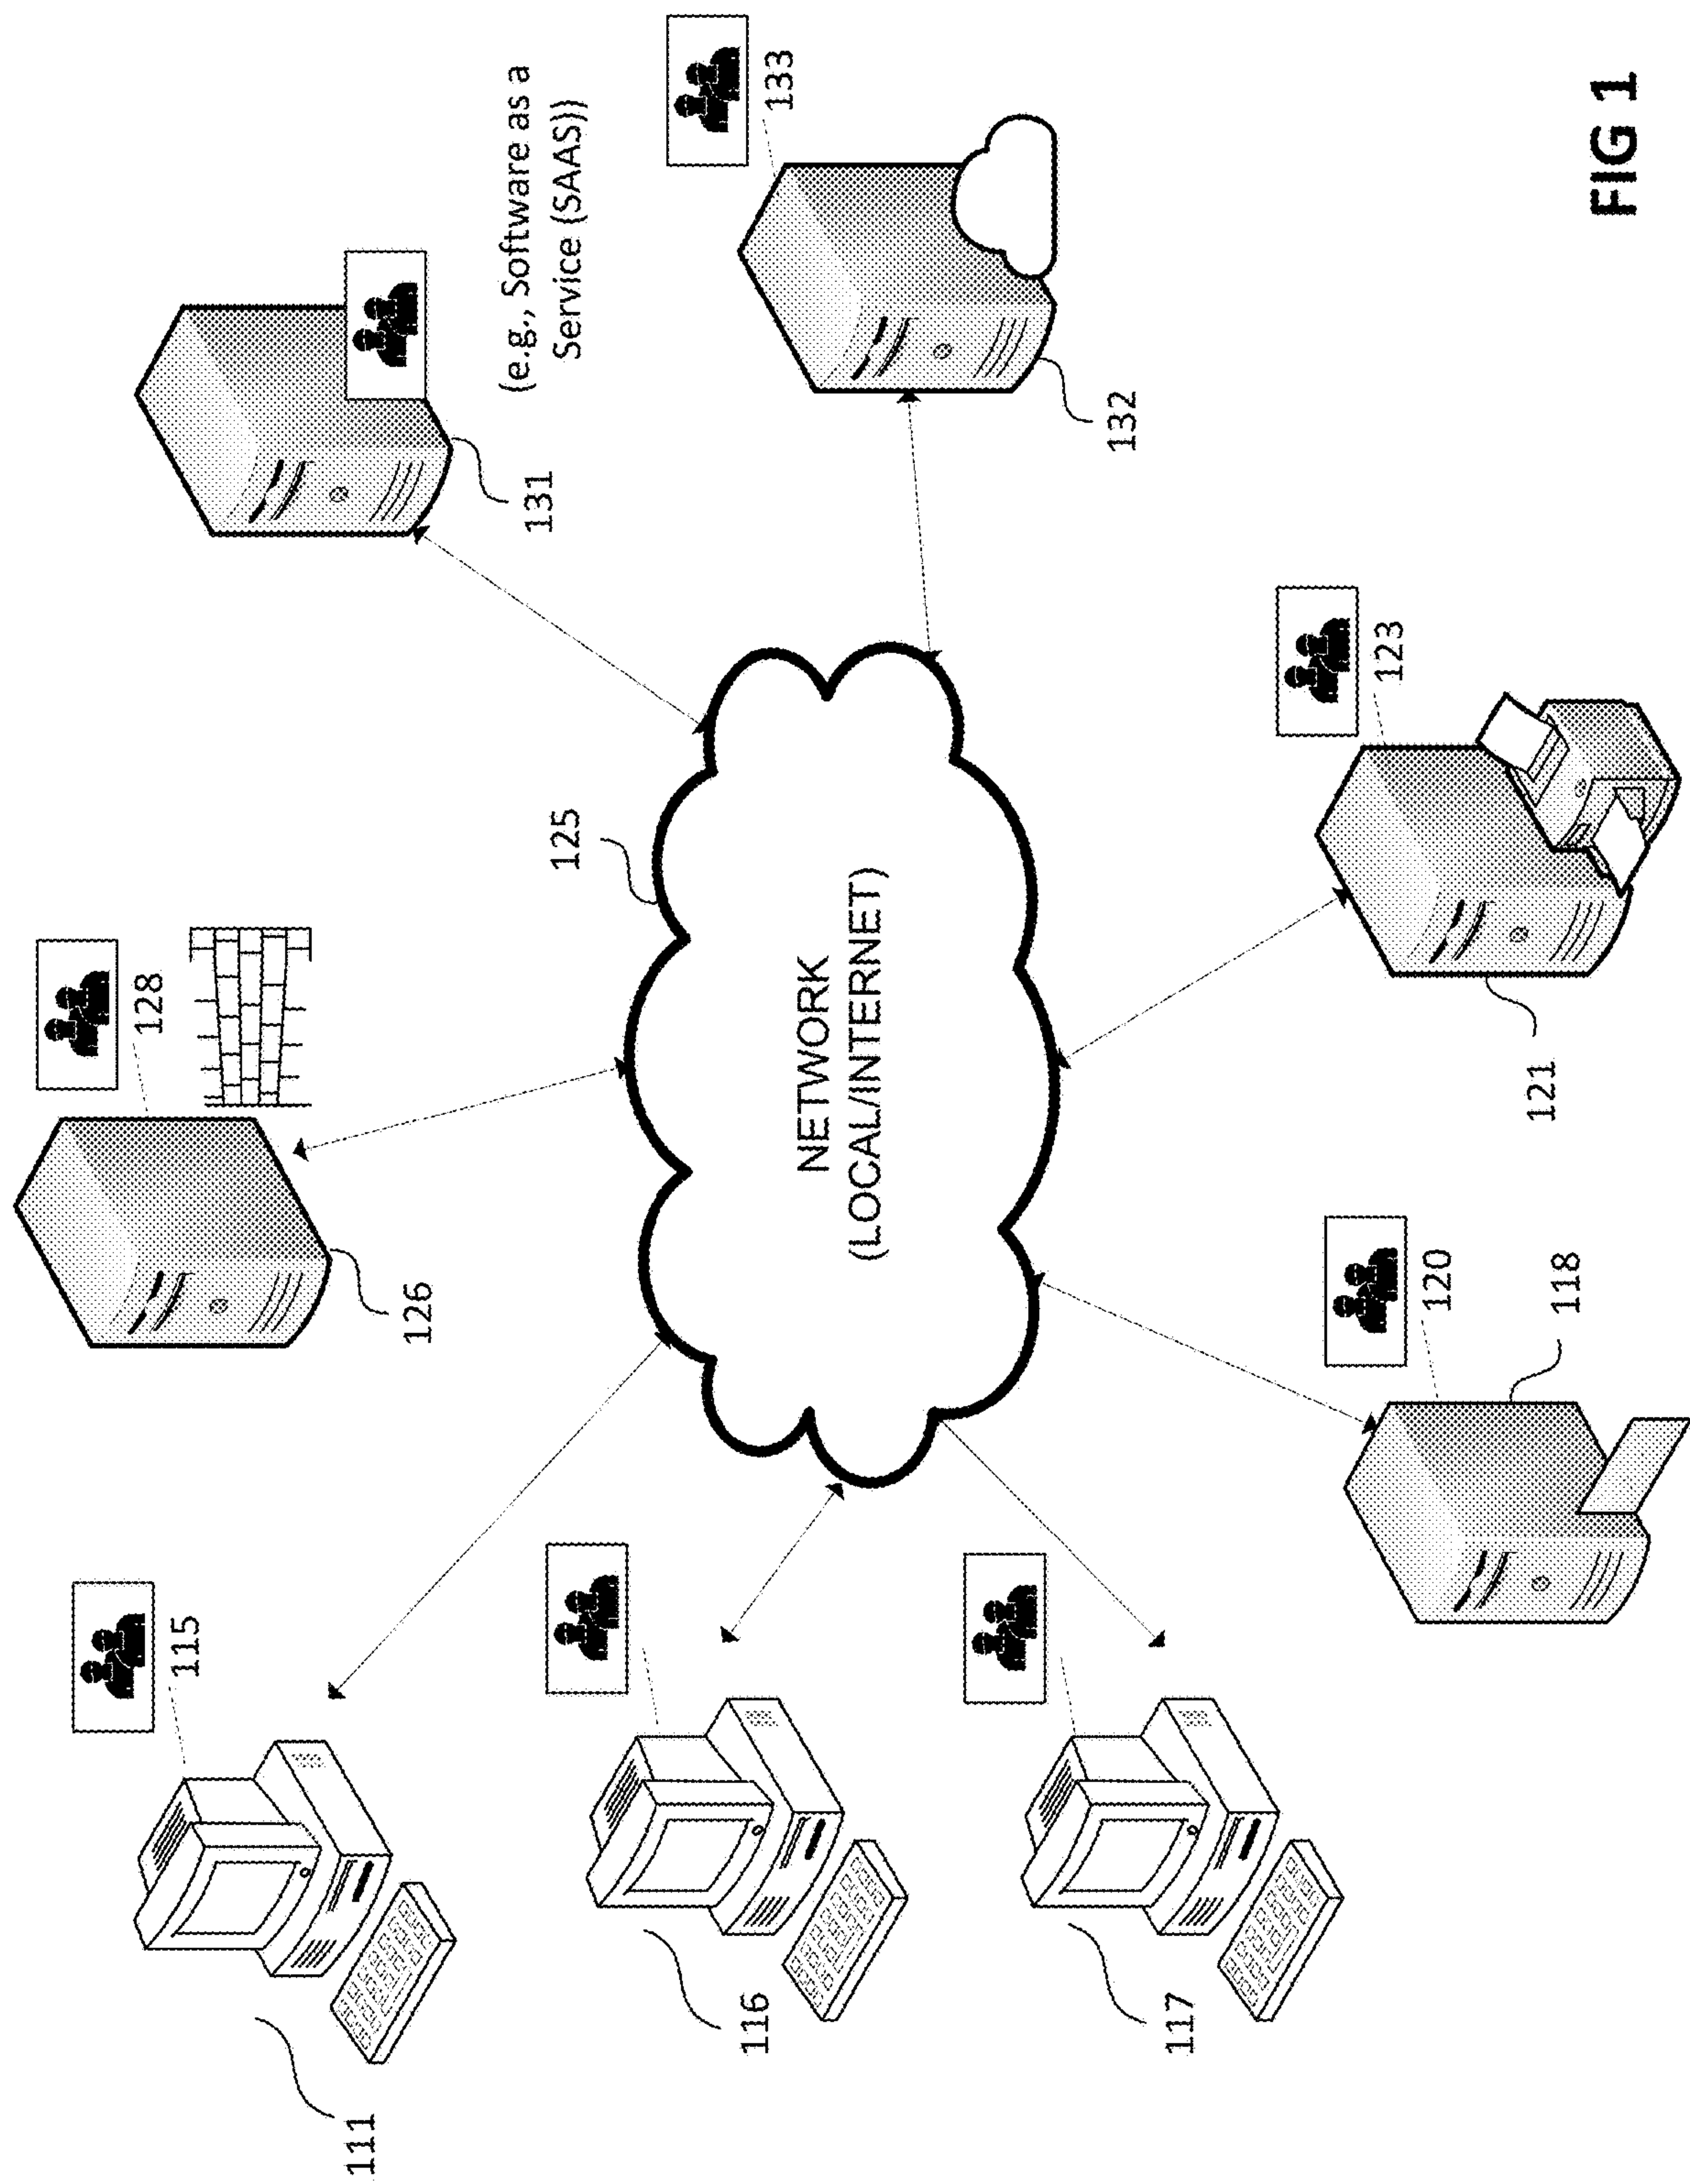 128
115
111
126
(e.g., Software as a
Service (SAAS))
131
125
116
133
NETWORK
(LOCAL/INTERNET)
132
117
123
120
121
118
FIG 1